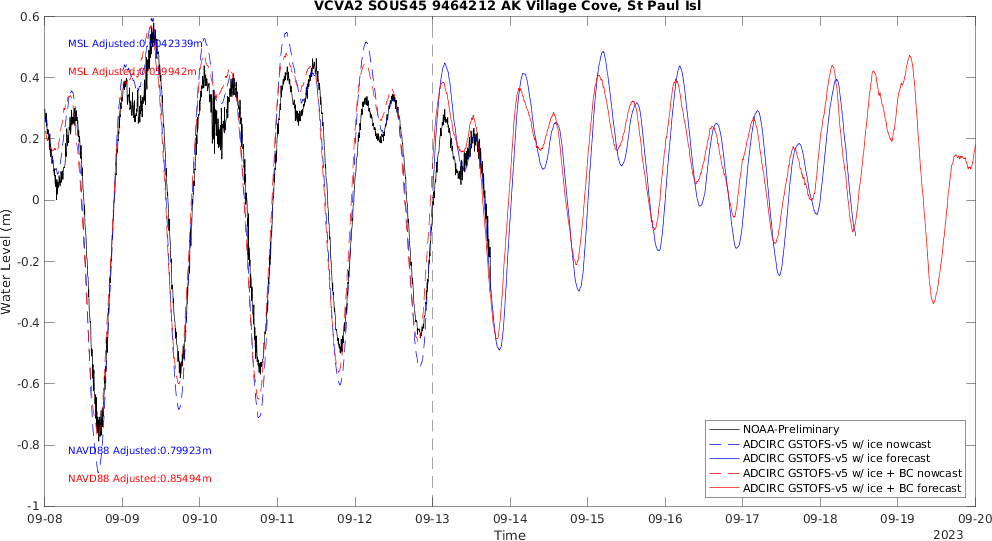 VCVA2 SOUS45 9464212 AK Village Cove, St Paul Isl
0.6
0.4
0.2
0
-0.2
-0.4
-0.6
-0.8
-1
Water Level (m)
MSL Adjusted:0.0042339m
MSL Adjusted:0.059942m
NAVD88 Adjusted:0.79923m
NAVD88 Adjusted:0.85494m
NOAA-Preliminary
ADCIRC GSTOFS-v5 w/ ice nowcast
ADCIRC GSTOFS-v5 w/ ice forecast
ADCIRC GSTOFS-v5 w/ ice + BC nowcast
ADCIRC GSTOFS-v5 w/ ice + BC forecast
09-08 09-09 09-10 09-11 09-12 09-13 09-14 09-15 09-16 09-17 09-18 09-19 09-20
Time
2023